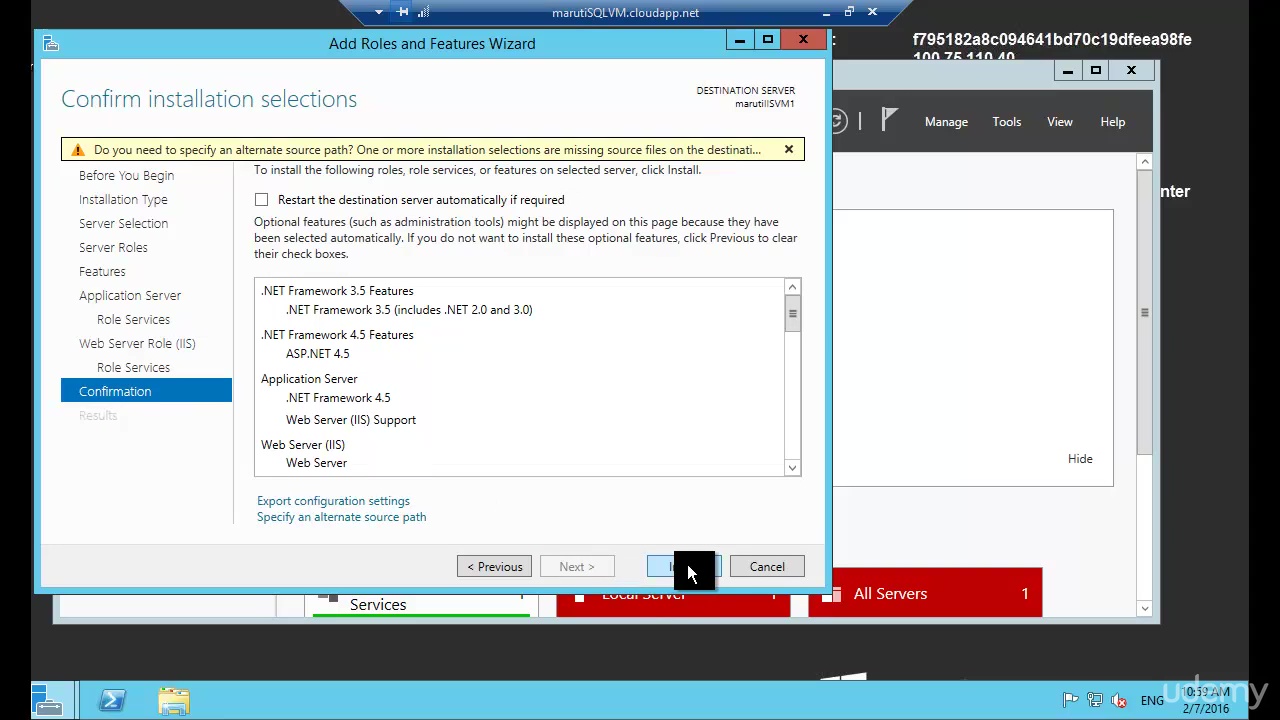 marutiSQLVM.cloudapp.net
Add Roles and Features Wizard
f795182a8c094641bd70c19dfeea98fe
100.75.110.40
Confirm installation selections
DESTINATION SERVER
marutiIISVM1
Manage Tools View Help
Do you need to specify an alternate source path? One or more installation selections are missing source files on the destinati...
Before You Begin
Installation Type
Server Selection
Server Roles
Features
Application Server
Role Services
Web Server Role (IIS)
Role Services
Confirmation
Results
To install the following roles, role services, or features on selected server, click Install.
Restart the destination server automatically if required
Optional features (such as administration tools) might be displayed on this page because they have
been selected automatically. If you do not want to install these optional features, click Previous to clear
their check boxes.
.NET Framework 3.5 Features
.NET Framework 3.5 (includes .NET 2.0 and 3.0)
.NET Framework 4.5 Features
ASP.NET 4.5
Application Server
.NET Framework 4.5
Web Server (IIS) Support
Web Server (IIS)
Web Server
Export configuration settings
Specify an alternate source path
< Previous Next > Cancel
nter
Hide
Services
Local Server 1
All Servers 1
ENG
10:59 AM
2/7/2016
udemy